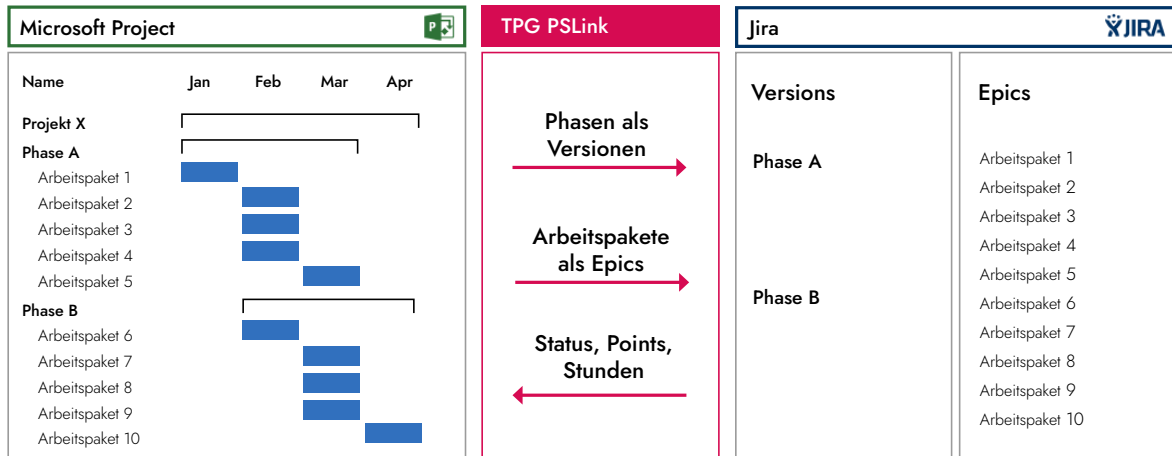 Microsoft Project
P
Name Jan Feb Mar Apr
Projekt X
Phase A
Arbeitspaket 1
Arbeitspaket 2
Arbeitspaket 3
Arbeitspaket 4
Arbeitspaket 5
Phase B
Arbeitspaket 6
Arbeitspaket 7
Arbeitspaket 8
Arbeitspaket 9
Arbeitspaket 10
TPG PSLink
Phasen als
Versionen
Arbeitspakete
als Epics
Status, Points,
Stunden
Jira
JIRA
Versions
Phase A
Phase B
Epics
Arbeitspaket 1
Arbeitspaket 2
Arbeitspaket 3
Arbeitspaket 4
Arbeitspaket 5
Arbeitspaket 6
Arbeitspaket 7
Arbeitspaket 8
Arbeitspaket 9
Arbeitspaket 10